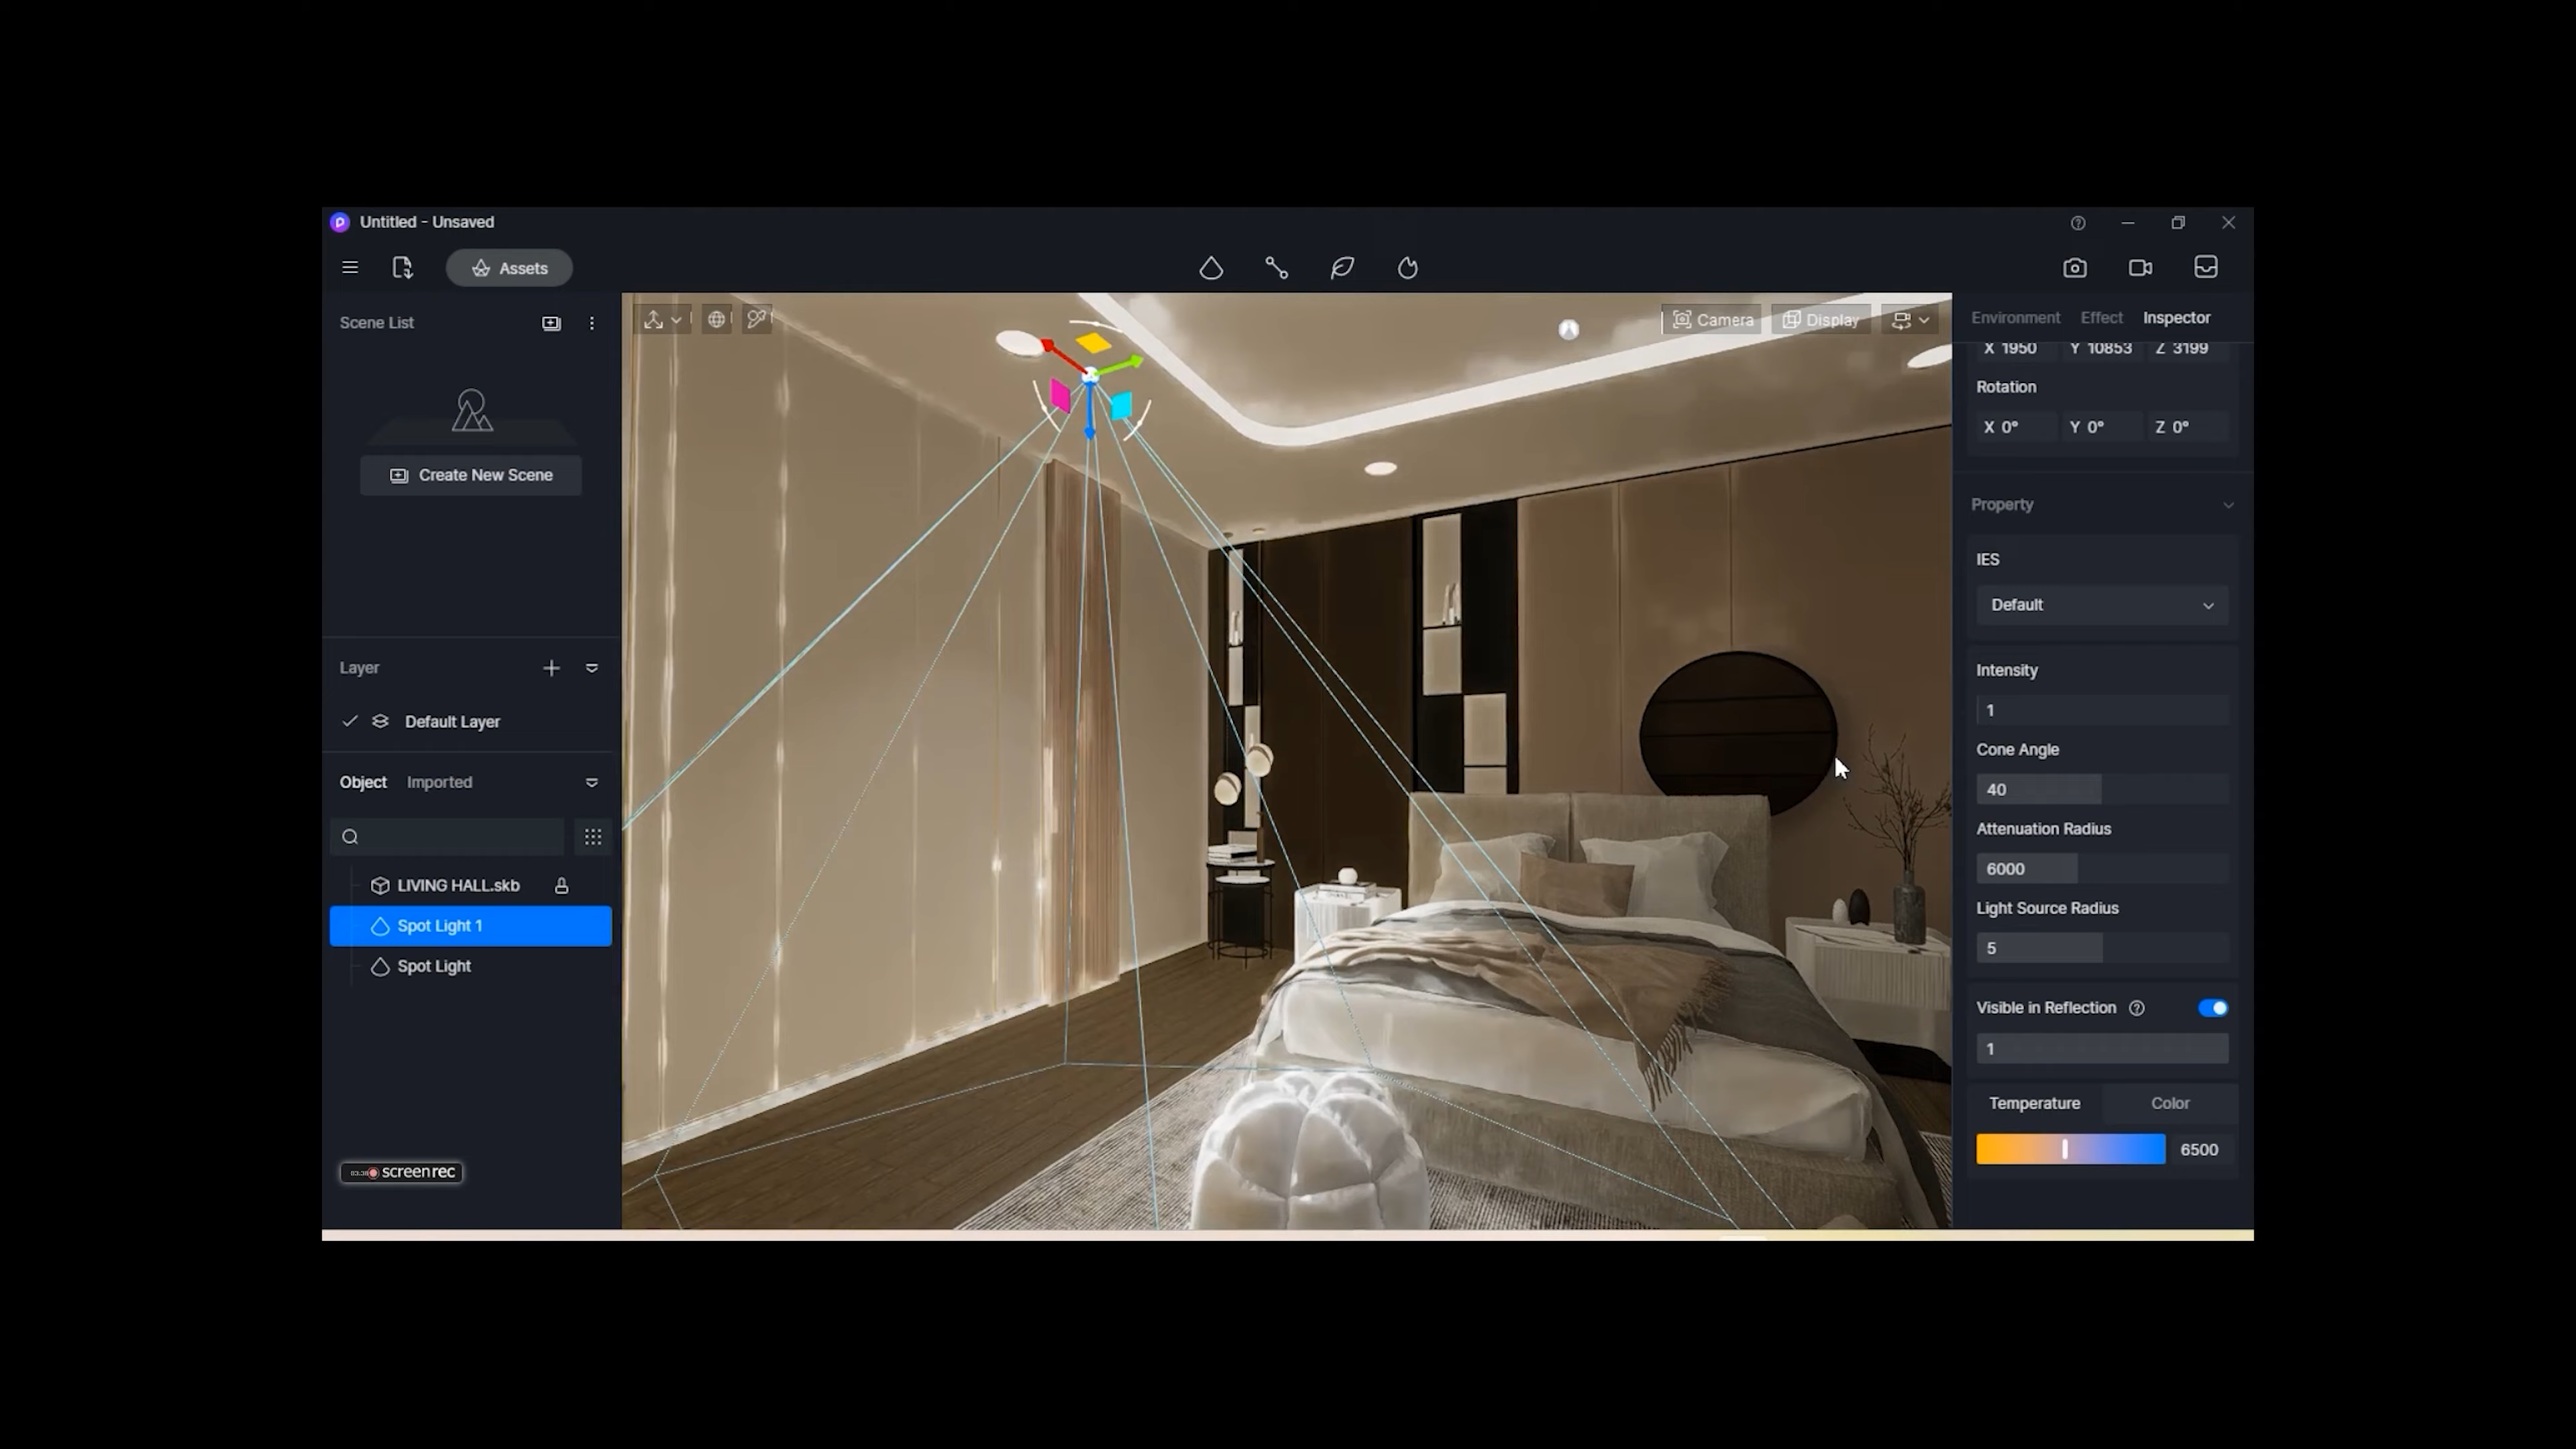 Untitled - Unsaved
Assets
Scene List
Create New Scene
Layer
Default Layer
Object Imported
LIVING HALL.skb
Spot Light 1
Spot Light
screenrec
Camera Display
Environment Effect Inspector
X 1950 Y 10853 Z 3199
Rotation
X 0° Y 0° Z 0°
Property
IES
Default
Intensity
1
Cone Angle
40
Attenuation Radius
6000
Light Source Radius
5
Visible in Reflection
1
Temperature Color
6500